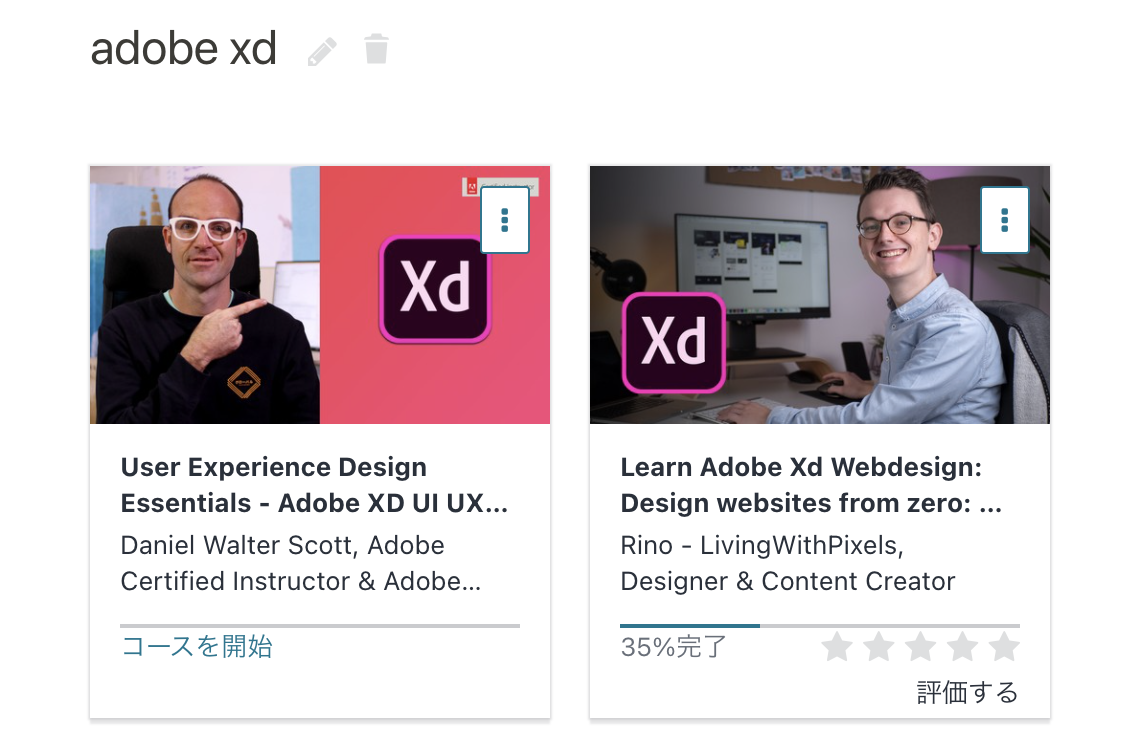 adobe xd
Xd
Xd
User Experience Design
Essentials - Adobe XD UI UX...
Daniel Walter Scott, Adobe
Certified Instructor & Adobe...
コースを開始
Learn Adobe Xd Webdesign:
Design websites from zero: ...
Rino - LivingWithPixels,
Designer & Content Creator
35%完了
評価する